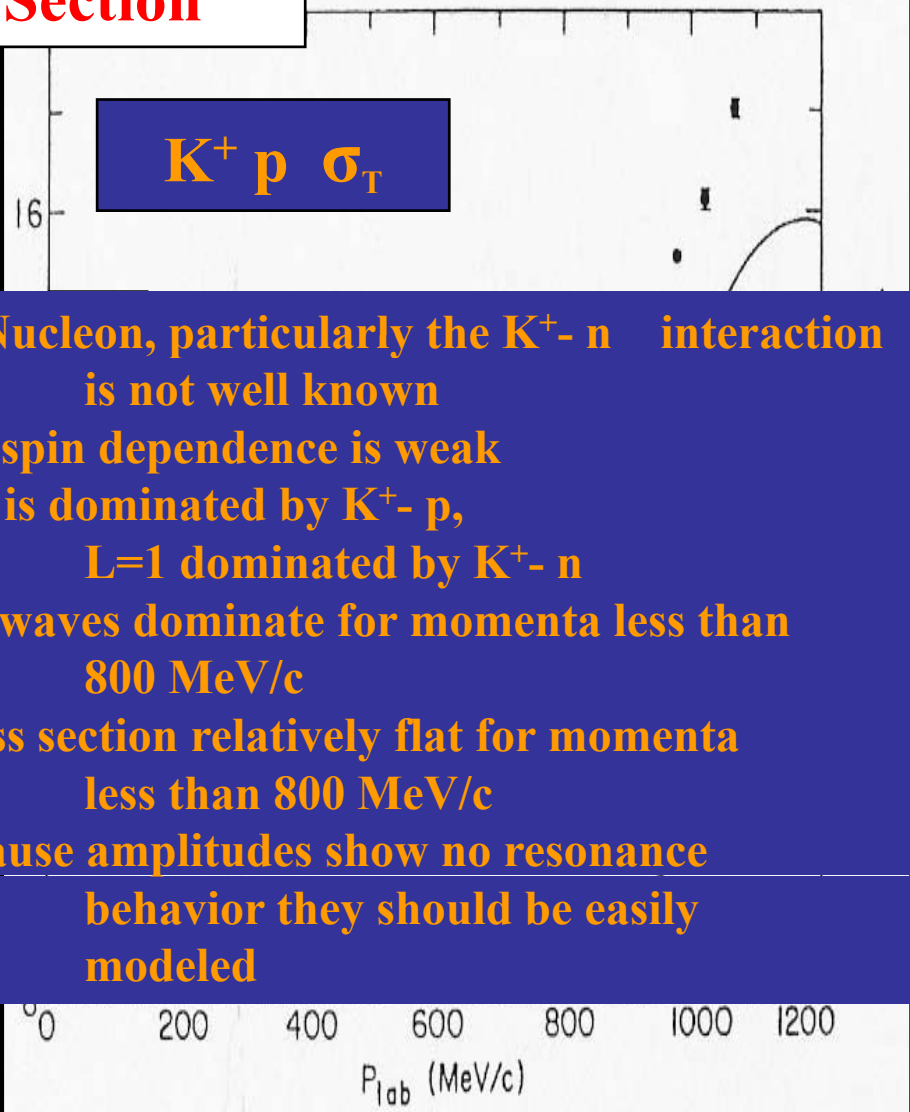 Section
K⁺ p σT
16
Nucleon, particularly the K⁺- n interaction
is not well known
spin dependence is weak
is dominated by K⁺- p,
L=1 dominated by K⁺- n
waves dominate for momenta less than
800 MeV/c
ss section relatively flat for momenta
less than 800 MeV/c
ause amplitudes show no resonance
behavior they should be easily
modeled
0 200 400 600 800 1000 1200
Plab (MeV/c)